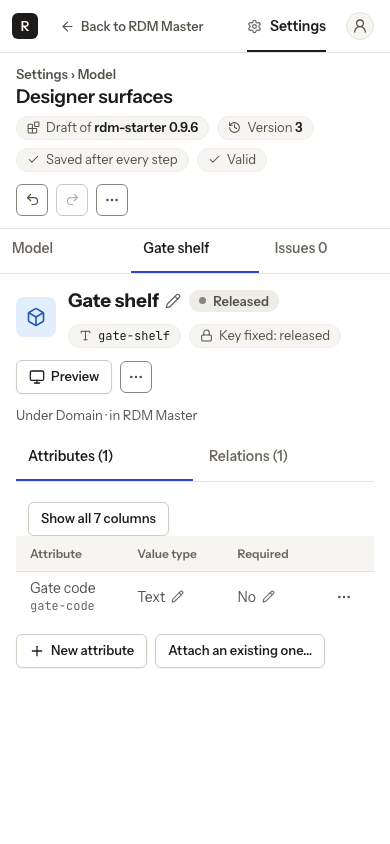 R
Back to RDM Master
Settings
Settings › Model
Designer surfaces
Draft of rdm-starter 0.9.6
Version 3
Saved after every step
Valid
Model
Gate shelf
Issues 0
Gate shelf
Released
gate-shelf
Key fixed: released
Preview
Under Domain · in RDM Master
Attributes (1)
Relations (1)
Show all 7 columns
Attribute
Value type
Required
Gate code
gate-code
Text
No
New attribute
Attach an existing one...